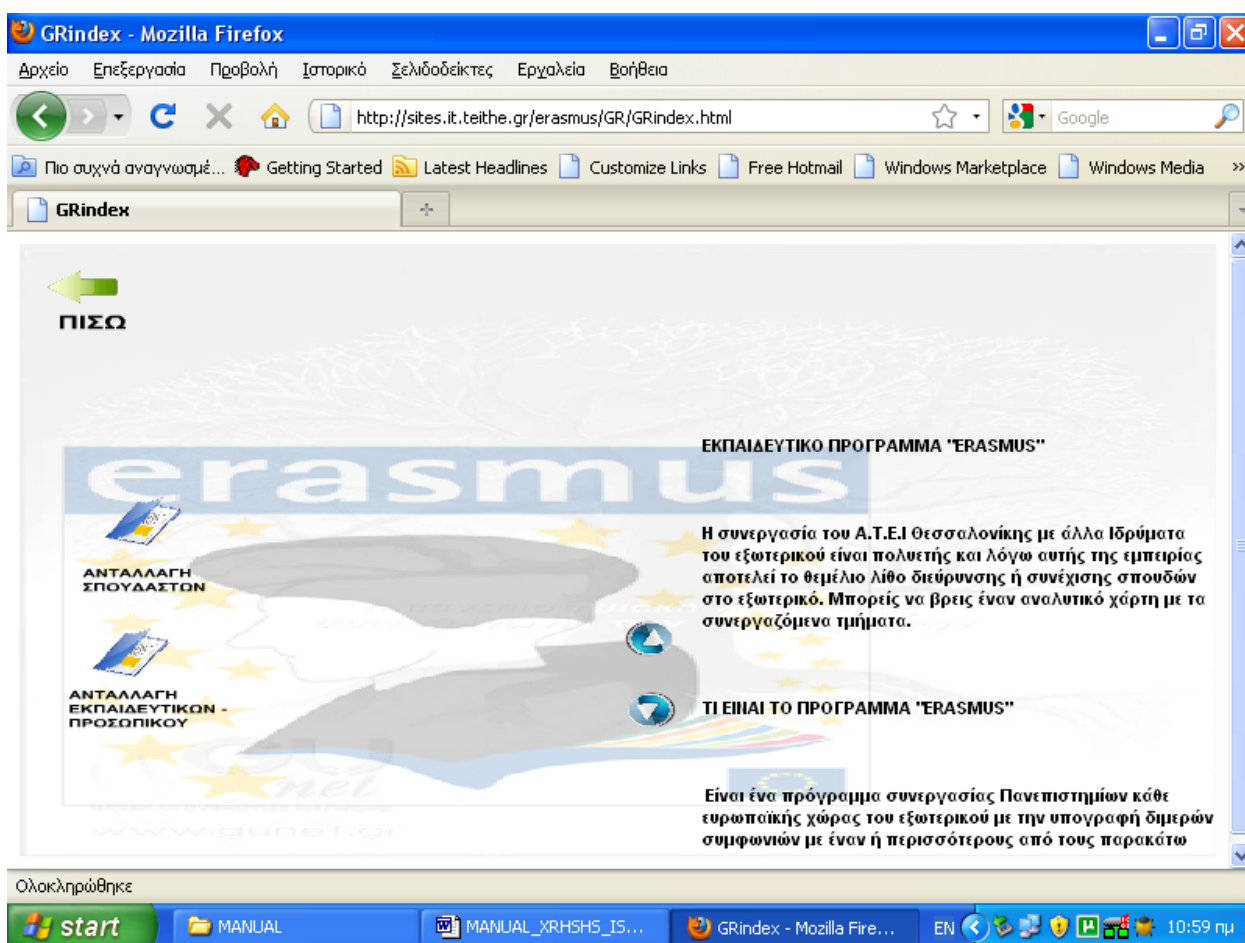 GRindex - Mozilla Firefox
Αρχείο Επεξεργασία Προβολή Ιστορικό Σελιδοδείκτες Εργαλεία Βοήθεια
http://sites.it.teithe.gr/erasmus/GR/GRindex.html Google
Πιο συχνά αναγνωσμέ... Getting Started Latest Headlines Customize Links Free Hotmail Windows Marketplace Windows Media »
GRindex
ΠΙΣΩ
erasmus
ΑΝΤΑΛΛΑΓΗ
ΣΠΟΥΔΑΣΤΩΝ
ΑΝΤΑΛΛΑΓΗ
ΕΚΠΑΙΔΕΥΤΙΚΩΝ -
ΠΡΟΣΩΠΙΚΟΥ
net
www.gunet.gr
ΕΚΠΑΙΔΕΥΤΙΚΟ ΠΡΟΓΡΑΜΜΑ "ERASMUS"
Η συνεργασία του Α.Τ.Ε.Ι Θεσσαλονίκης με άλλα Ιδρύματα
του εξωτερικού είναι πολυετής και λόγω αυτής της εμπειρίας
αποτελεί το θεμέλιο λίθο διεύρυνσης ή συνέχισης σπουδών
στο εξωτερικό. Μπορείς να βρεις έναν αναλυτικό χάρτη με τα
συνεργαζόμενα τμήματα.
ΤΙ ΕΙΝΑΙ ΤΟ ΠΡΟΓΡΑΜΜΑ "ERASMUS"
Είναι ένα πρόγραμμα συνεργασίας Πανεπιστημίων κάθε
ευρωπαϊκής χώρας του εξωτερικού με την υπογραφή διμερών
συμφωνιών με έναν ή περισσότερους από τους παρακάτω
Ολοκληρώθηκε
start MANUAL MANUAL_XRHSHS_IS... GRindex - Mozilla Fire... EN 10:59 πμ